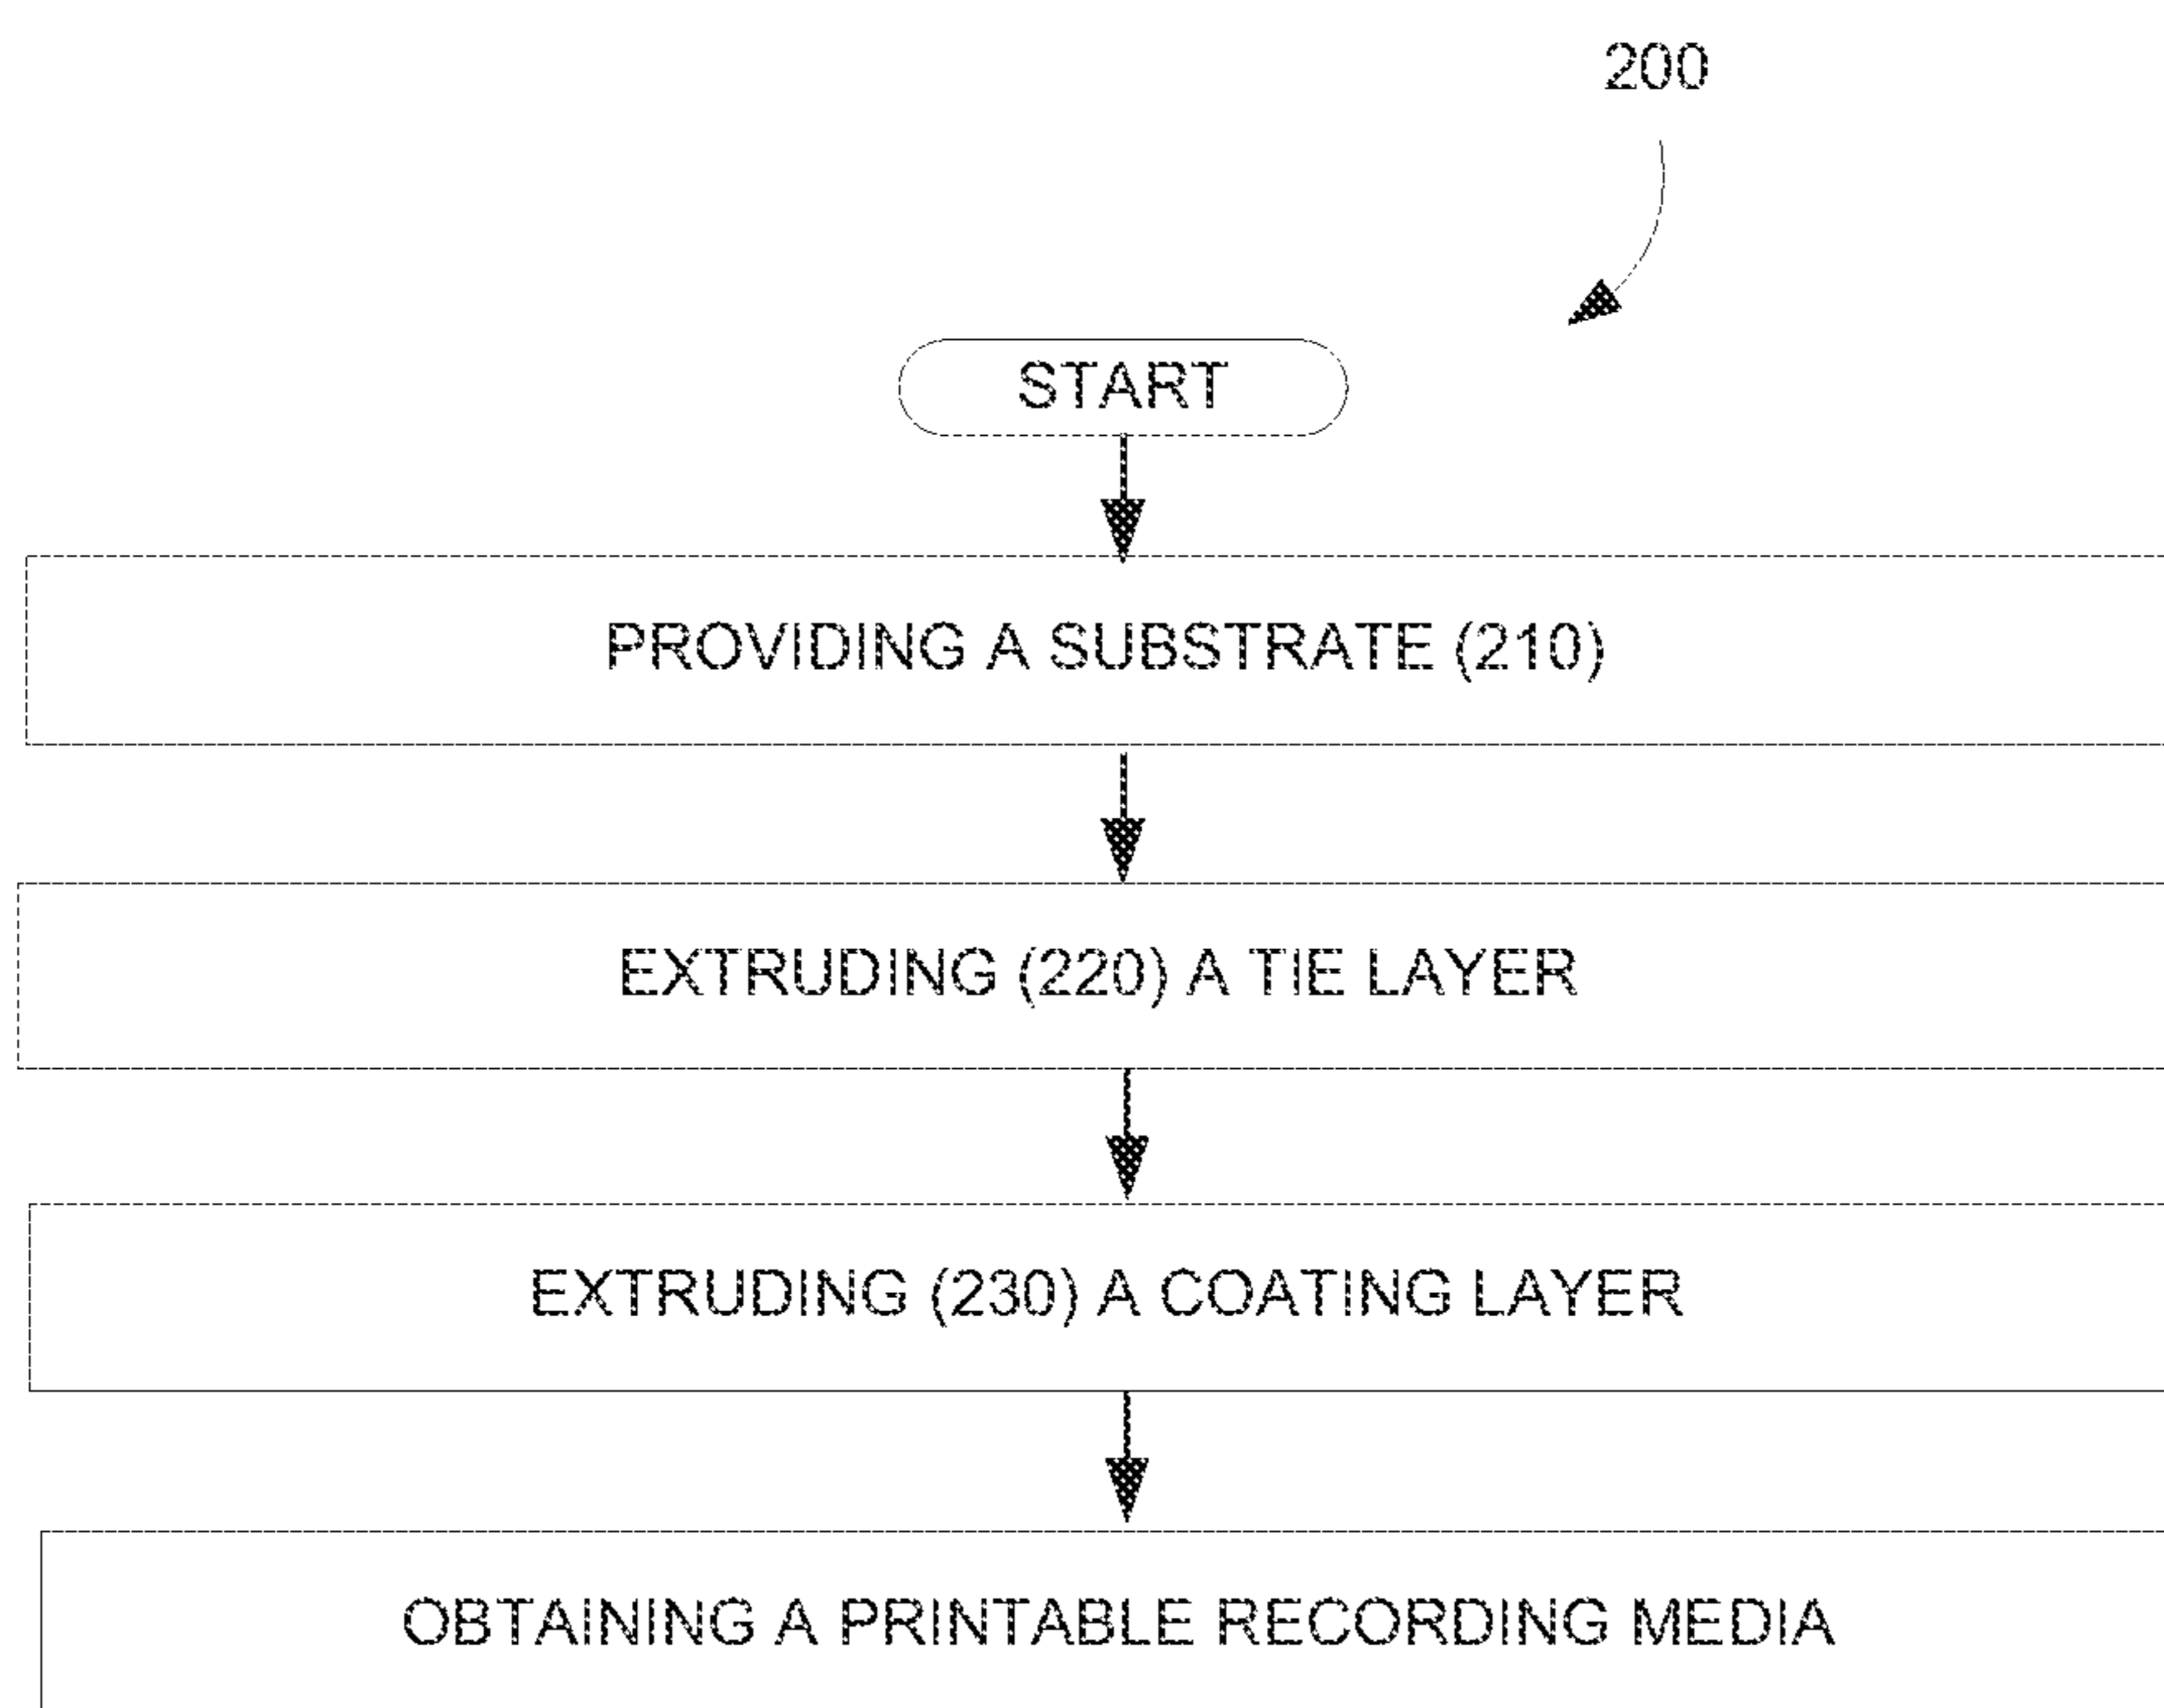 200
START
PROVIDING A SUBSTRATE (210)
EXTRUDING (220) A TIE LAYER
EXTRUDING (230) A COATING LAYER
OBTAINING A PRINTABLE RECORDING MEDIA